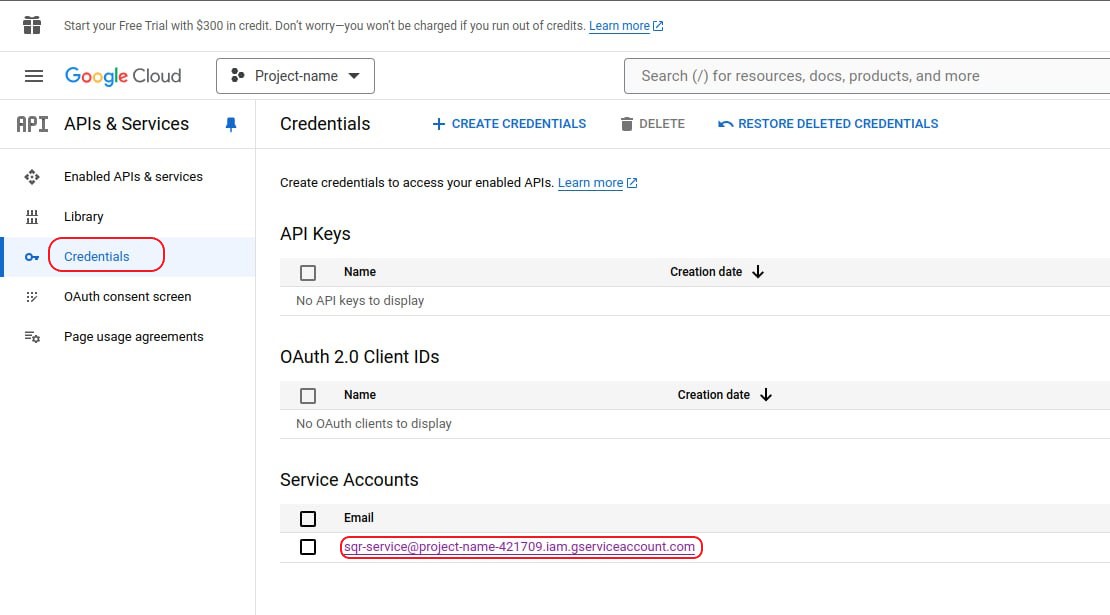 Start your Free Trial with $300 in credit. Don't worry—you won't be charged if you run out of credits. Learn more
Google Cloud
Project-name
Search (/) for resources, docs, products, and more
API
APIs & Services
Credentials
CREATE CREDENTIALS
DELETE
RESTORE DELETED CREDENTIALS
Enabled APIs & services
Library
Credentials
OAuth consent screen
Page usage agreements
Create credentials to access your enabled APIs. Learn more
API Keys
Name Creation date
No API keys to display
OAuth 2.0 Client IDs
Name Creation date
No OAuth clients to display
Service Accounts
Email
sqr-service@project-name-421709.iam.gserviceaccount.com